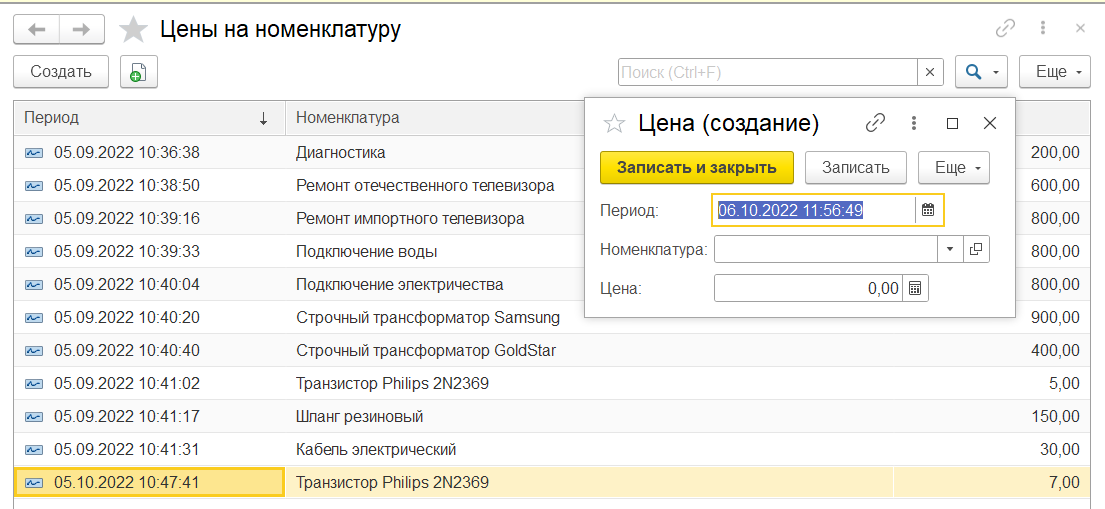 Цены на номенклатуру
Создать
Поиск (Ctrl+F)
Еще
Период
Номенклатура
05.09.2022 10:36:38 Диагностика 200,00
05.09.2022 10:38:50 Ремонт отечественного телевизора 600,00
05.09.2022 10:39:16 Ремонт импортного телевизора 800,00
05.09.2022 10:39:33 Подключение воды 800,00
05.09.2022 10:40:04 Подключение электричества 800,00
05.09.2022 10:40:20 Строчный трансформатор Samsung 900,00
05.09.2022 10:40:40 Строчный трансформатор GoldStar 400,00
05.09.2022 10:41:02 Транзистор Philips 2N2369 5,00
05.09.2022 10:41:17 Шланг резиновый 150,00
05.09.2022 10:41:31 Кабель электрический 30,00
05.10.2022 10:47:41 Транзистор Philips 2N2369 7,00
Цена (создание)
Записать и закрыть
Записать
Еще
Период: 06.10.2022 11:56:49
Номенклатура:
Цена: 0,00